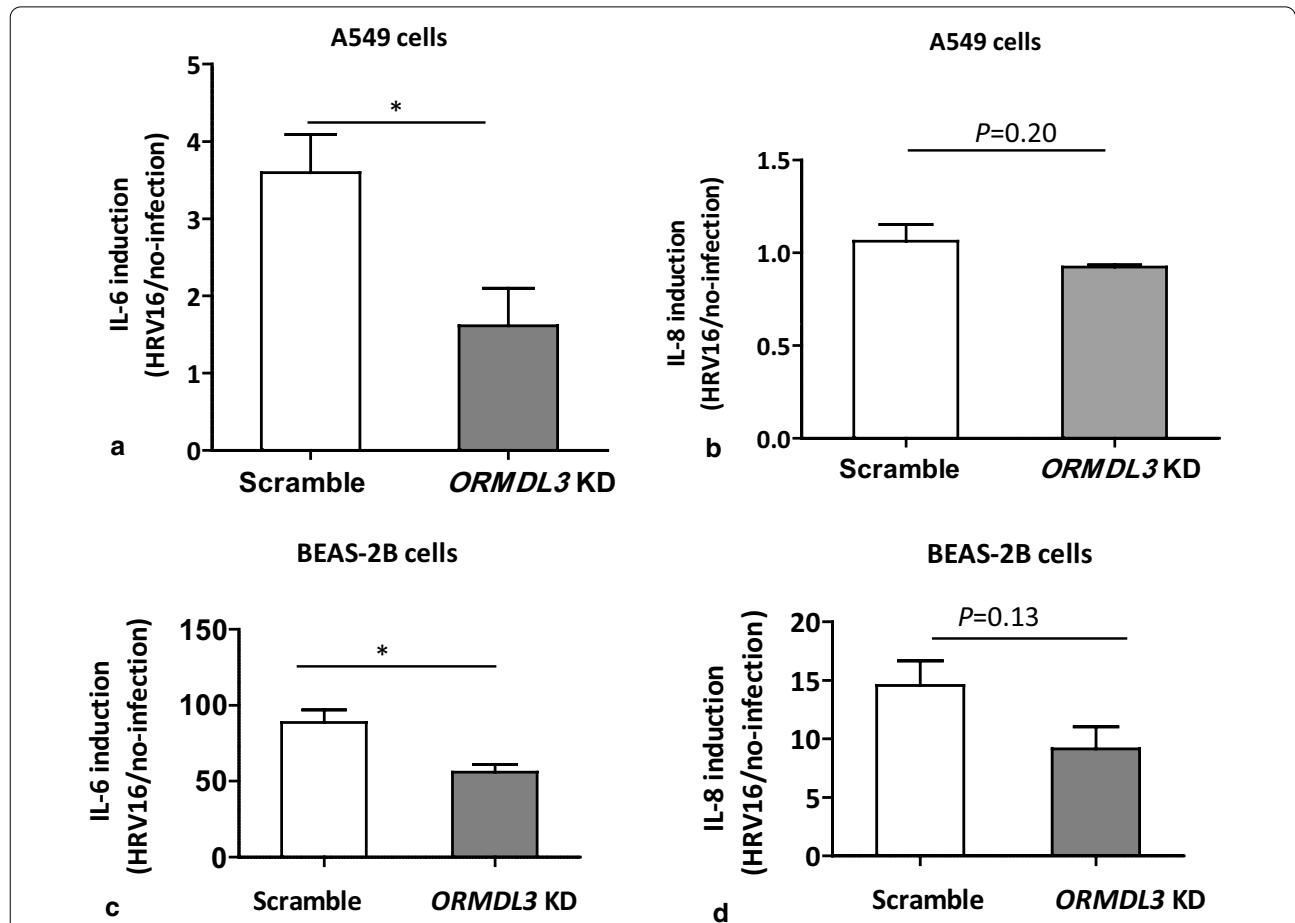 A549 cells
IL-6 induction
(HRV16/no-infection)
5
4
3
2
1
0
*
Scramble
ORMDL3 KD
a
A549 cells
IL-8 induction
(HRV16/no-infection)
1.5
1.0
0.5
0.0
P=0.20
Scramble
ORMDL3 KD
b
BEAS-2B cells
IL-6 induction
(HRV16/no-infection)
150
100
50
0
*
Scramble
ORMDL3 KD
c
BEAS-2B cells
IL-8 induction
(HRV16/no-infection)
20
15
10
5
0
P=0.13
Scramble
ORMDL3 KD
d